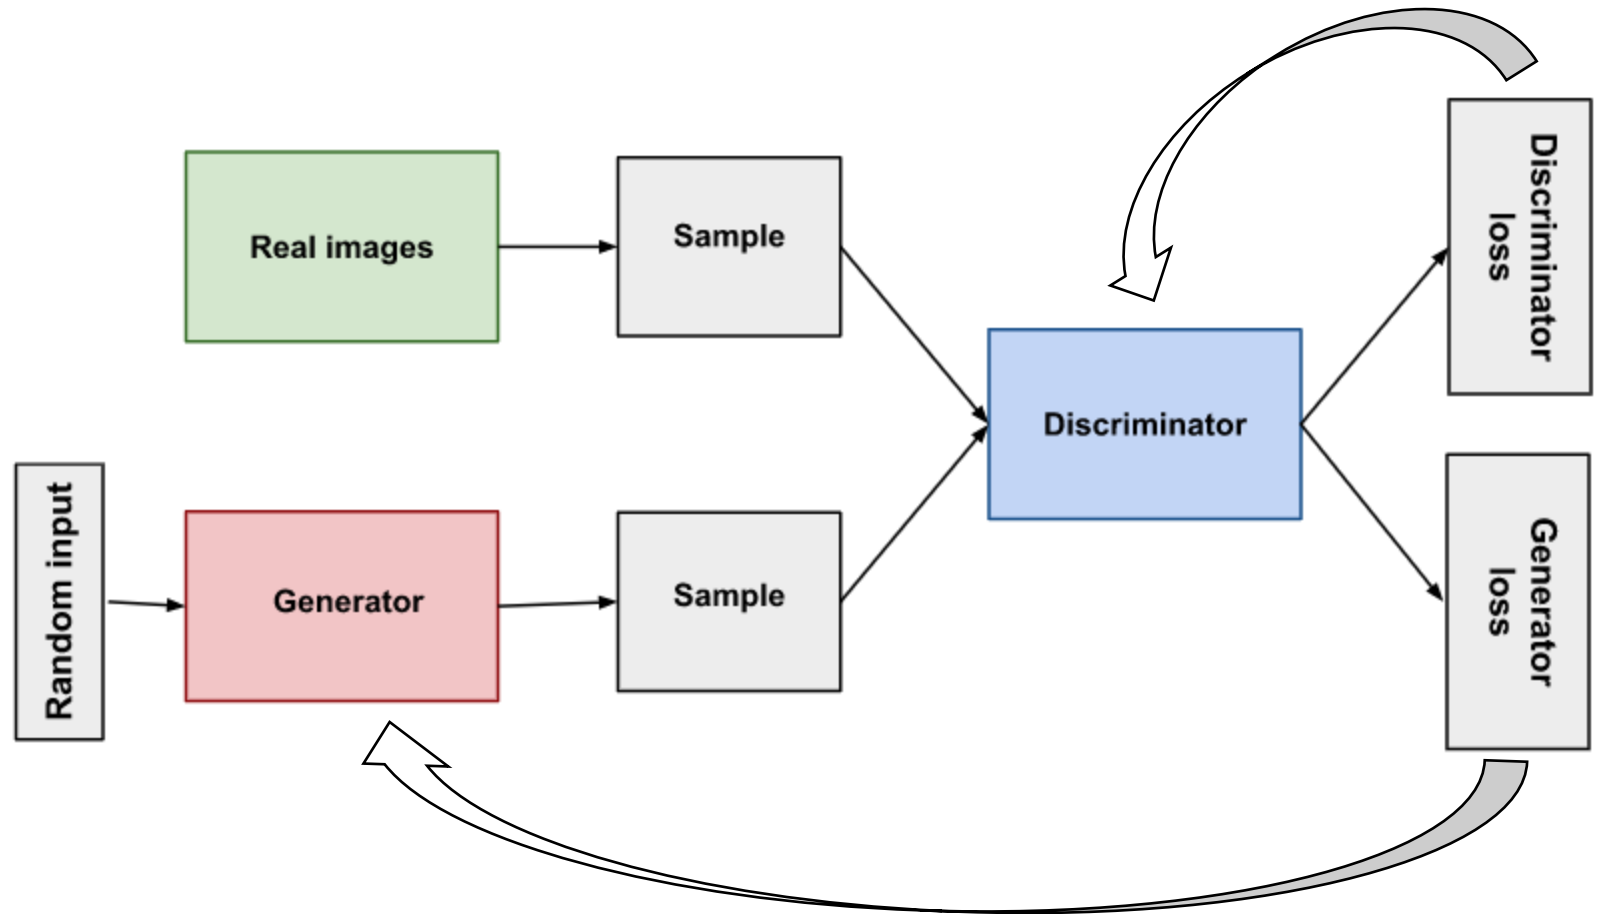 Real images
Sample
Discriminator
loss
Discriminator
Random input
Generator
Sample
Generator
loss